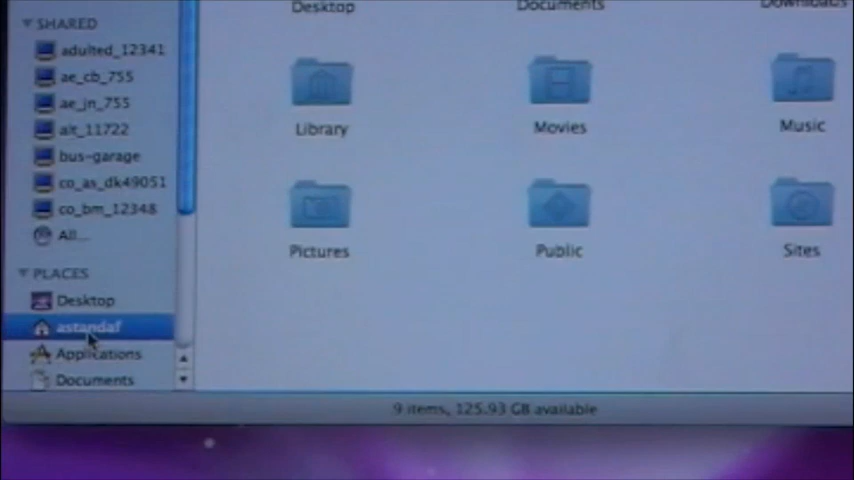 SHARED
adulted_12341
ae_cb_755
ae_jn_755
alt_11722
bus-garage
co_as_dk49051
co_bm_12348
All...
PLACES
Desktop
astandaf
Applications
Documents
Desktop
Documents
Downloads
Library
Movies
Music
Pictures
Public
Sites
9 items, 125.93 GB available